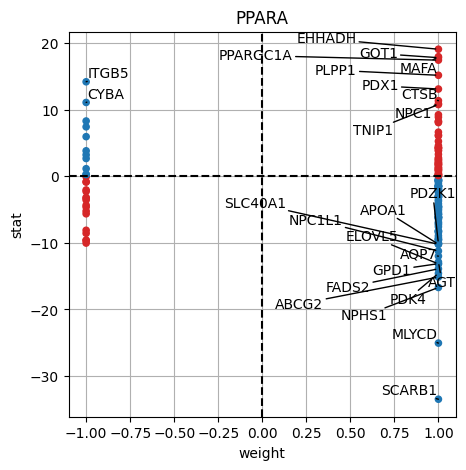 PPARA
EHHADH
GOT1
PPARGC1A
MAFA
PLPP1
ITGB5
PDX1
CTSB
CYBA
NPC1
TNIP1
PDZK1
SLC40A1
APOA1
NPC1L1
ELOVL5
AQP7
GPD1
AGT
FADS2
PDK4
ABCG2
NPHS1
MLYCD
SCARB1
20
10
0
−10
−20
−30
stat
−1.00 −0.75 −0.50 −0.25 0.00 0.25 0.50 0.75 1.00
weight